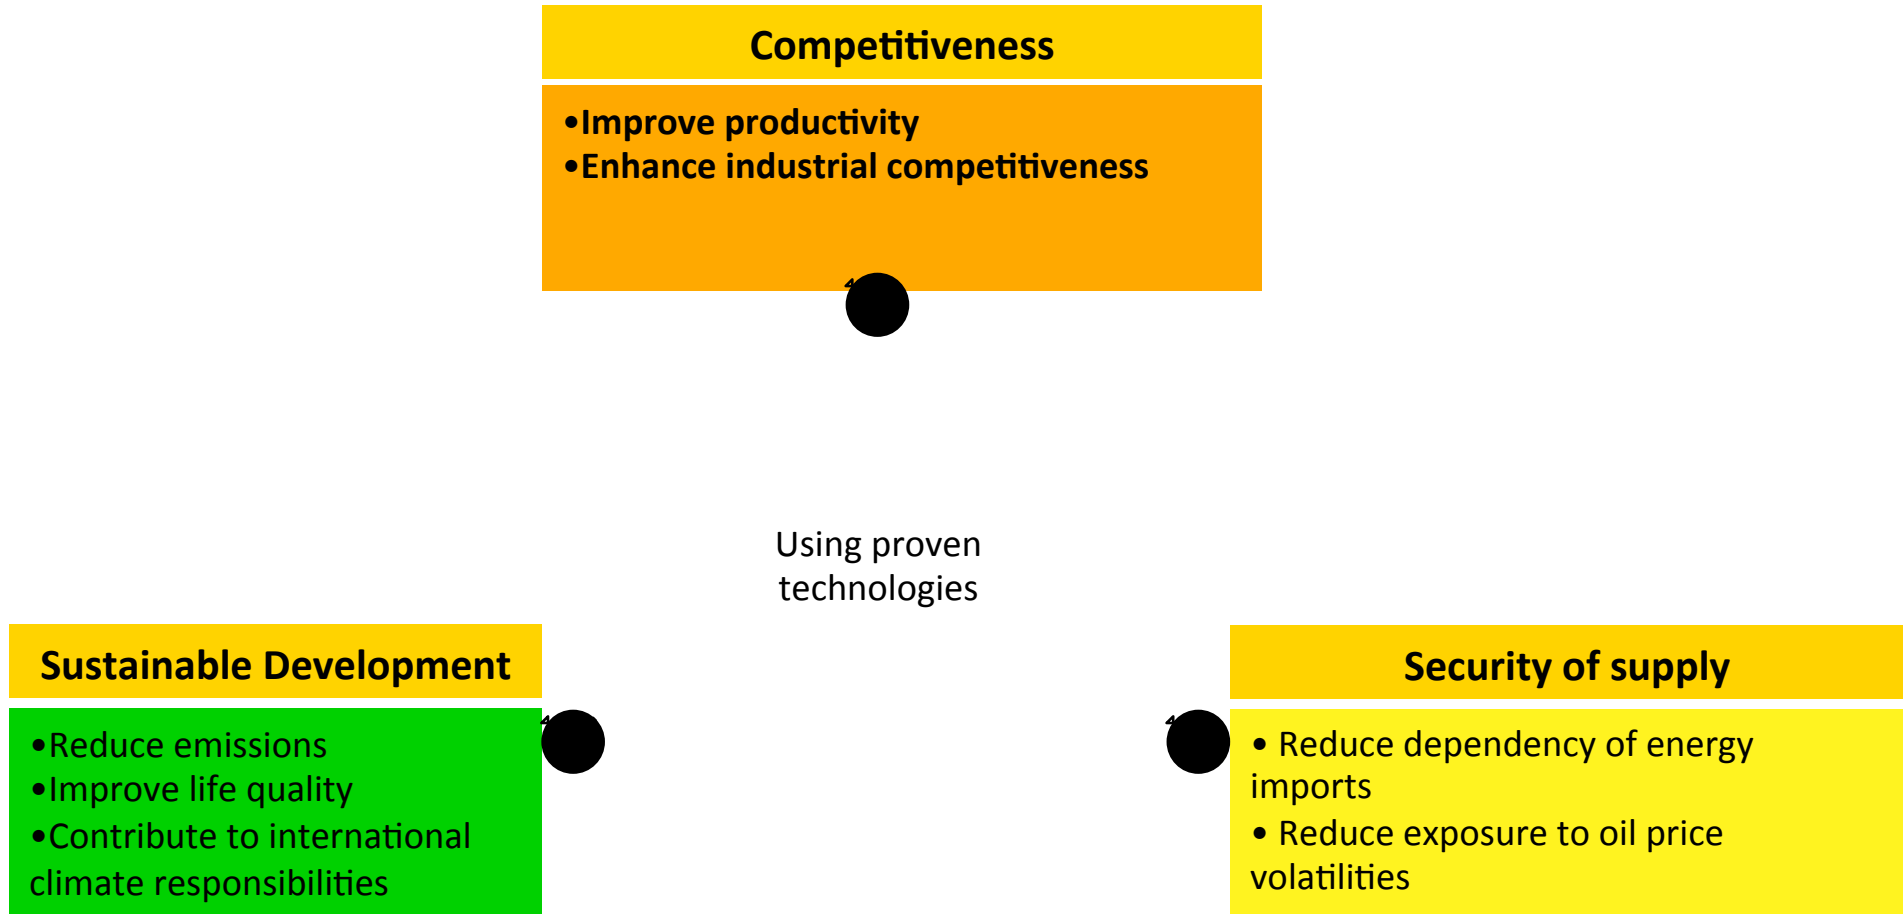 Competitiveness
•Improve productivity
•Enhance industrial competitiveness
Using proven
technologies
Sustainable Development
•Reduce emissions
•Improve life quality
•Contribute to international
climate responsibilities
Security of supply
• Reduce dependency of energy
imports
• Reduce exposure to oil price
volatilities